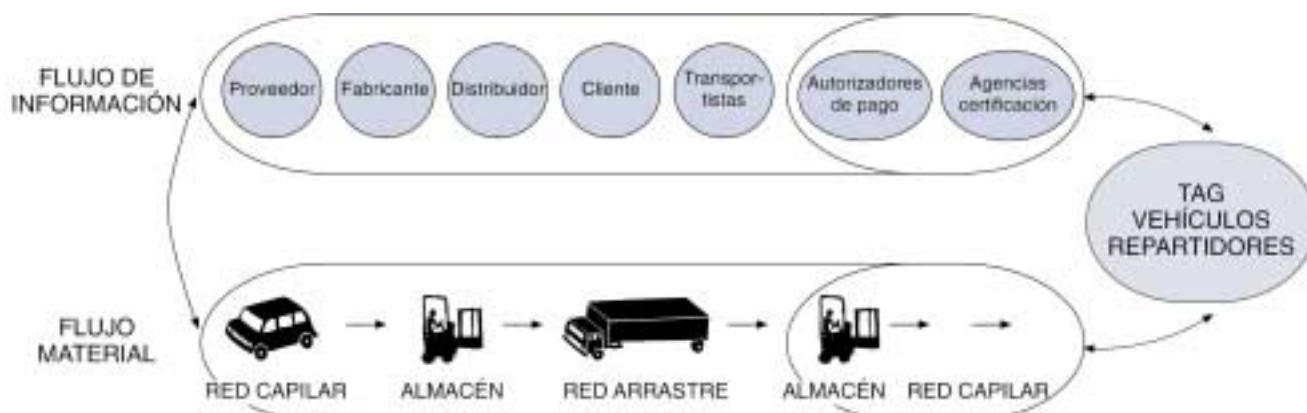 FLUJO DE
INFORMACIÓN
Proveedor
Fabricante
Distribuidor
Cliente
Transpor-
tistas
Autorizadores
de pago
Agencias
certificación
TAG
VEHÍCULOS
REPARTIDORES
FLUJO
MATERIAL
RED CAPILAR
ALMACÉN
RED ARRASTRE
ALMACÉN
RED CAPILAR